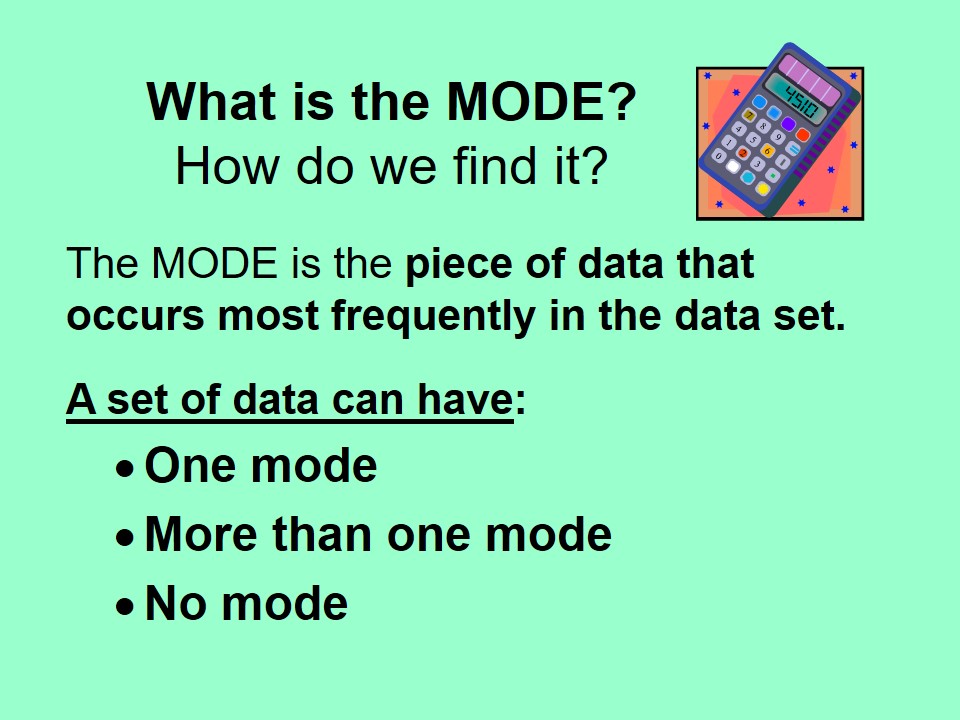 What is the MODE?
How do we find it?
4510
The MODE is the piece of data that
occurs most frequently in the data set.
A set of data can have:
• One mode
• More than one mode
• No mode